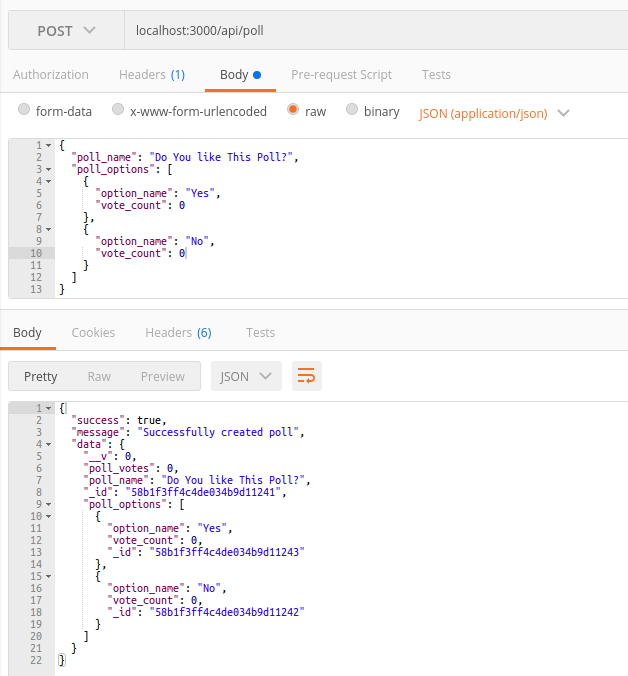 POST localhost:3000/api/poll
Authorization Headers (1) Body Pre-request Script Tests
form-data x-www-form-urlencoded raw binary JSON (application/json)
1 {
2 "poll_name": "Do You like This Poll?",
3 "poll_options": [
4 {
5 "option_name": "Yes",
6 "vote_count": 0
7 },
8 {
9 "option_name": "No",
10 "vote_count": 0
11 }
12 ]
13 }
Body Cookies Headers (6) Tests
Pretty Raw Preview JSON
1 {
2 "success": true,
3 "message": "Successfully created poll",
4 "data": {
5 "__v": 0,
6 "poll_votes": 0,
7 "poll_name": "Do You like This Poll?",
8 "_id": "58b1f3ff4c4de034b9d11241",
9 "poll_options": [
10 {
11 "option_name": "Yes",
12 "vote_count": 0,
13 "_id": "58b1f3ff4c4de034b9d11243"
14 },
15 {
16 "option_name": "No",
17 "vote_count": 0,
18 "_id": "58b1f3ff4c4de034b9d11242"
19 }
20 ]
21 }
22 }